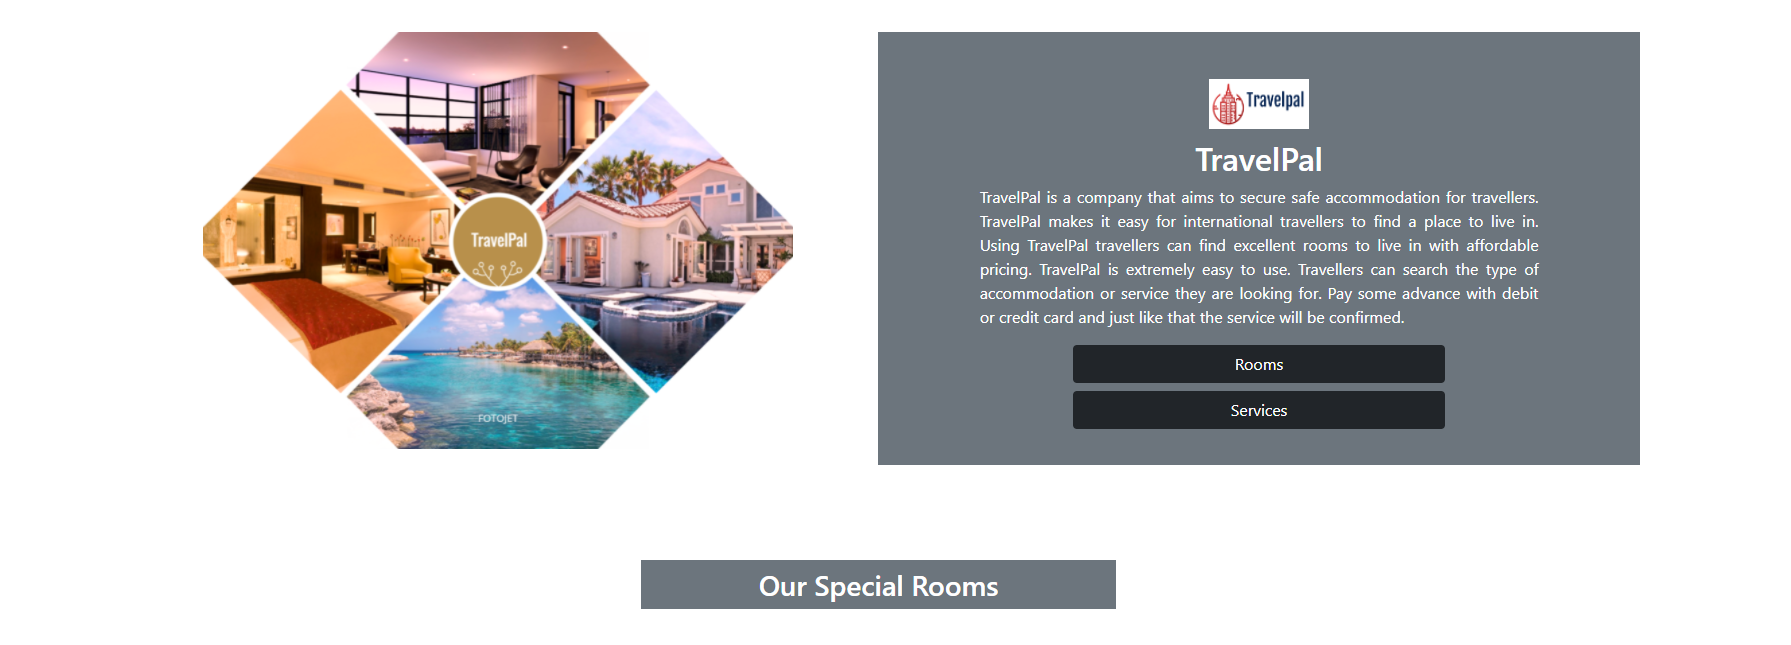 TravelPal
FOTOJET
Travelpal
TravelPal
TravelPal is a company that aims to secure safe accommodation for travellers.
TravelPal makes it easy for international travellers to find a place to live in.
Using TravelPal travellers can find excellent rooms to live in with affordable
pricing. TravelPal is extremely easy to use. Travellers can search the type of
accommodation or service they are looking for. Pay some advance with debit
or credit card and just like that the service will be confirmed.
Rooms
Services
Our Special Rooms